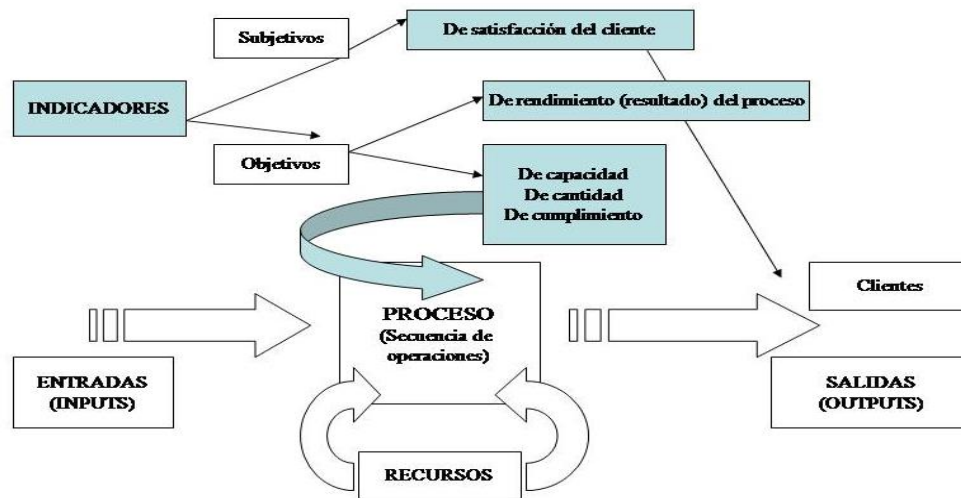 Subjetivos
De satisfacción del cliente
INDICADORES
De rendimiento (resultado) del proceso
Objetivos
De capacidad
De cantidad
De cumplimiento
Clientes
PROCESO
(Secuencia de
operaciones)
ENTRADAS
(INPUTS)
SALIDAS
(OUTPUTS)
RECURSOS